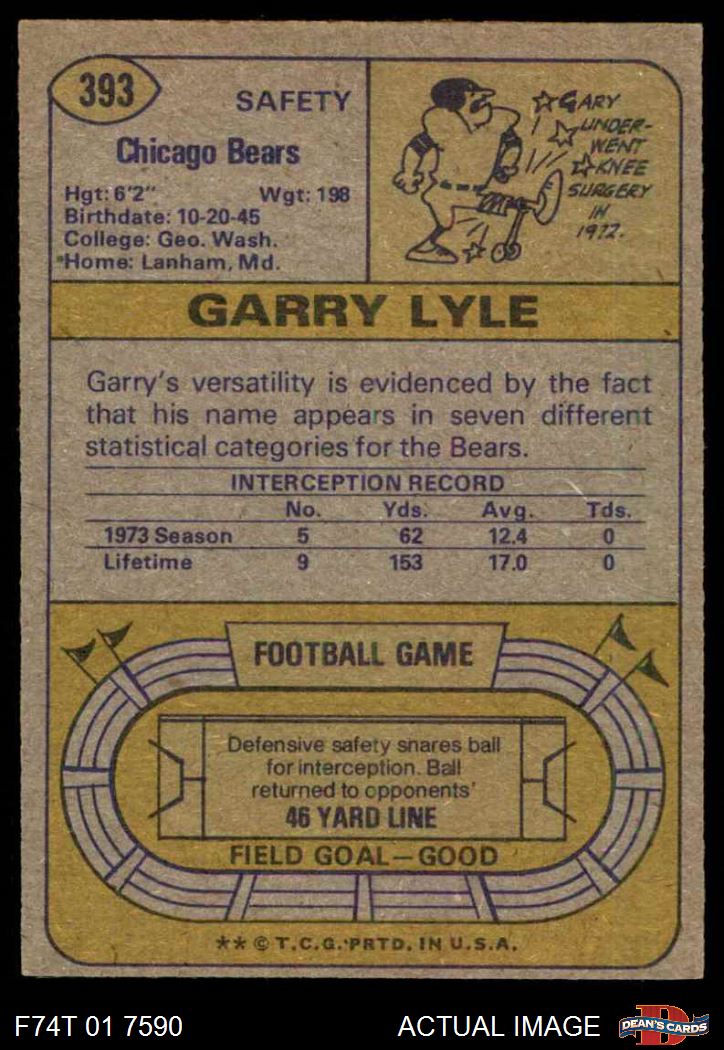 393
SAFETY
Chicago Bears
Hgt: 6'2" Wgt: 198
Birthdate: 10-20-45
College: Geo. Wash.
Home: Lanham, Md.
GARY
UNDER-
WENT
KNEE
SURGERY
IN
1972.
GARRY LYLE
Garry's versatility is evidenced by the fact
that his name appears in seven different
statistical categories for the Bears.
INTERCEPTION RECORD
No. Yds. Avg. Tds.
1973 Season 5 62 12.4 0
Lifetime 9 153 17.0 0
FOOTBALL GAME
Defensive safety snares ball
for interception. Ball
returned to opponents'
46 YARD LINE
FIELD GOAL—GOOD
** © T.C.G. PRTD. IN U.S.A.
F74T 01 7590 ACTUAL IMAGE
D
DEAN'S CARDS